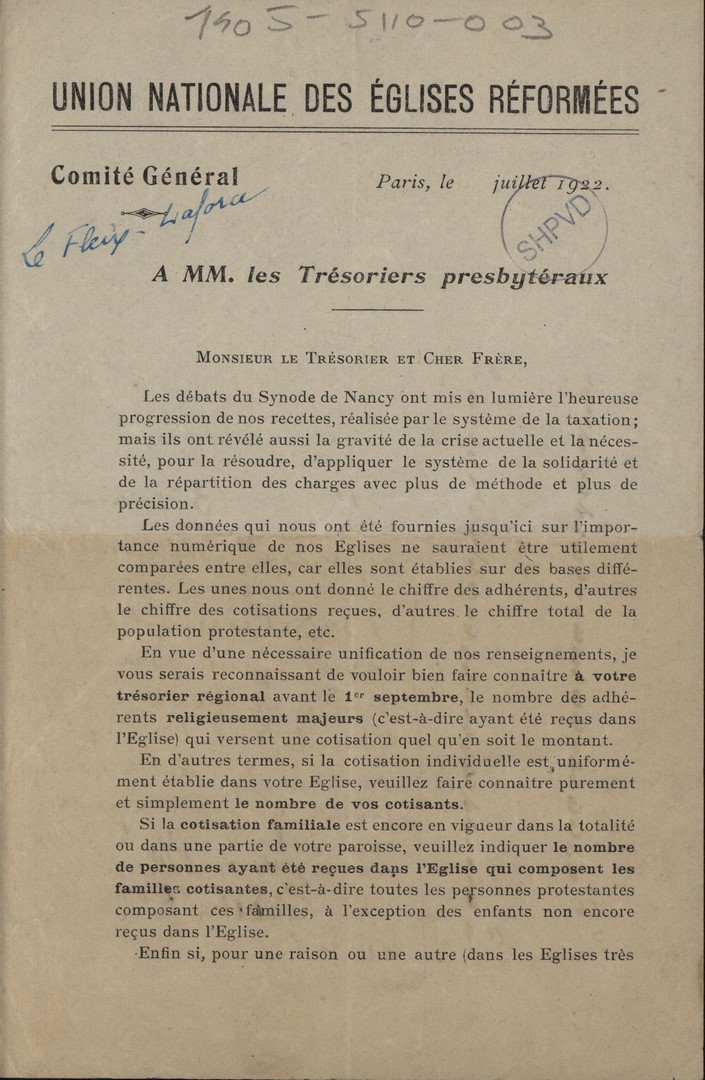 1905-5110-003
UNION NATIONALE DES ÉGLISES RÉFORMÉES
Comité Général
Paris, le juillet 1922.
Le Fleix - Laforce
SHPVD
A MM. les Trésoriers presbytéraux
MONSIEUR LE TRÉSORIER ET CHER FRÈRE,
Les débats du Synode de Nancy ont mis en lumière l'heureuse
progression de nos recettes, réalisée par le système de la taxation ;
mais ils ont révélé aussi la gravité de la crise actuelle et la néces-
sité, pour la résoudre, d'appliquer le système de la solidarité et
de la répartition des charges avec plus de méthode et plus de
précision.
Les données qui nous ont été fournies jusqu'ici sur l'impor-
tance numérique de nos Eglises ne sauraient être utilement
comparées entre elles, car elles sont établies sur des bases diffé-
rentes. Les unes nous ont donné le chiffre des adhérents, d'autres
le chiffre des cotisations reçues, d'autres le chiffre total de la
population protestante, etc.
En vue d'une nécessaire unification de nos renseignements, je
vous serais reconnaissant de vouloir bien faire connaître à votre
trésorier régional avant le 1er septembre, le nombre des adhé-
rents religieusement majeurs (c'est-à-dire ayant été reçus dans
l'Eglise) qui versent une cotisation quel qu'en soit le montant.
En d'autres termes, si la cotisation individuelle est uniformé-
ment établie dans votre Eglise, veuillez faire connaître purement
et simplement le nombre de vos cotisants.
Si la cotisation familiale est encore en vigueur dans la totalité
ou dans une partie de votre paroisse, veuillez indiquer le nombre
de personnes ayant été reçues dans l'Eglise qui composent les
familles cotisantes, c'est-à-dire toutes les personnes protestantes
composant ces familles, à l'exception des enfants non encore
reçus dans l'Eglise.
Enfin si, pour une raison ou une autre (dans les Eglises très